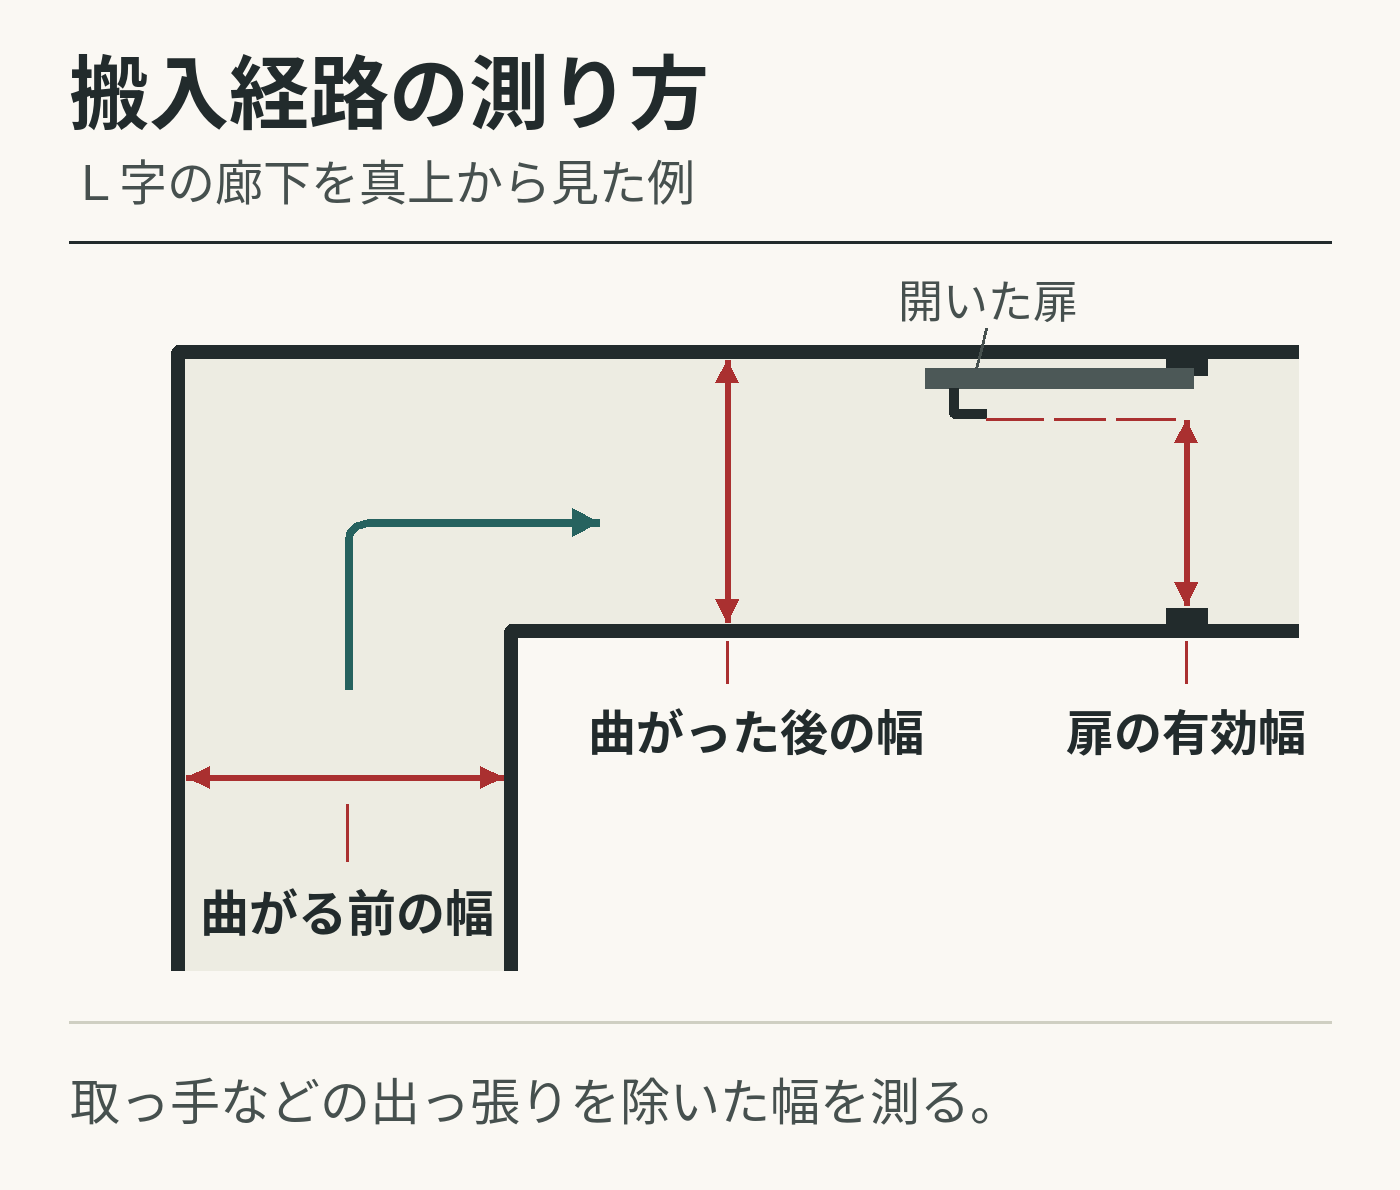 搬入経路の測り方
L字の廊下を真上から見た例
開いた扉
曲がった後の幅
扉の有効幅
曲がる前の幅
取っ手などの出っ張りを除いた幅を測る。